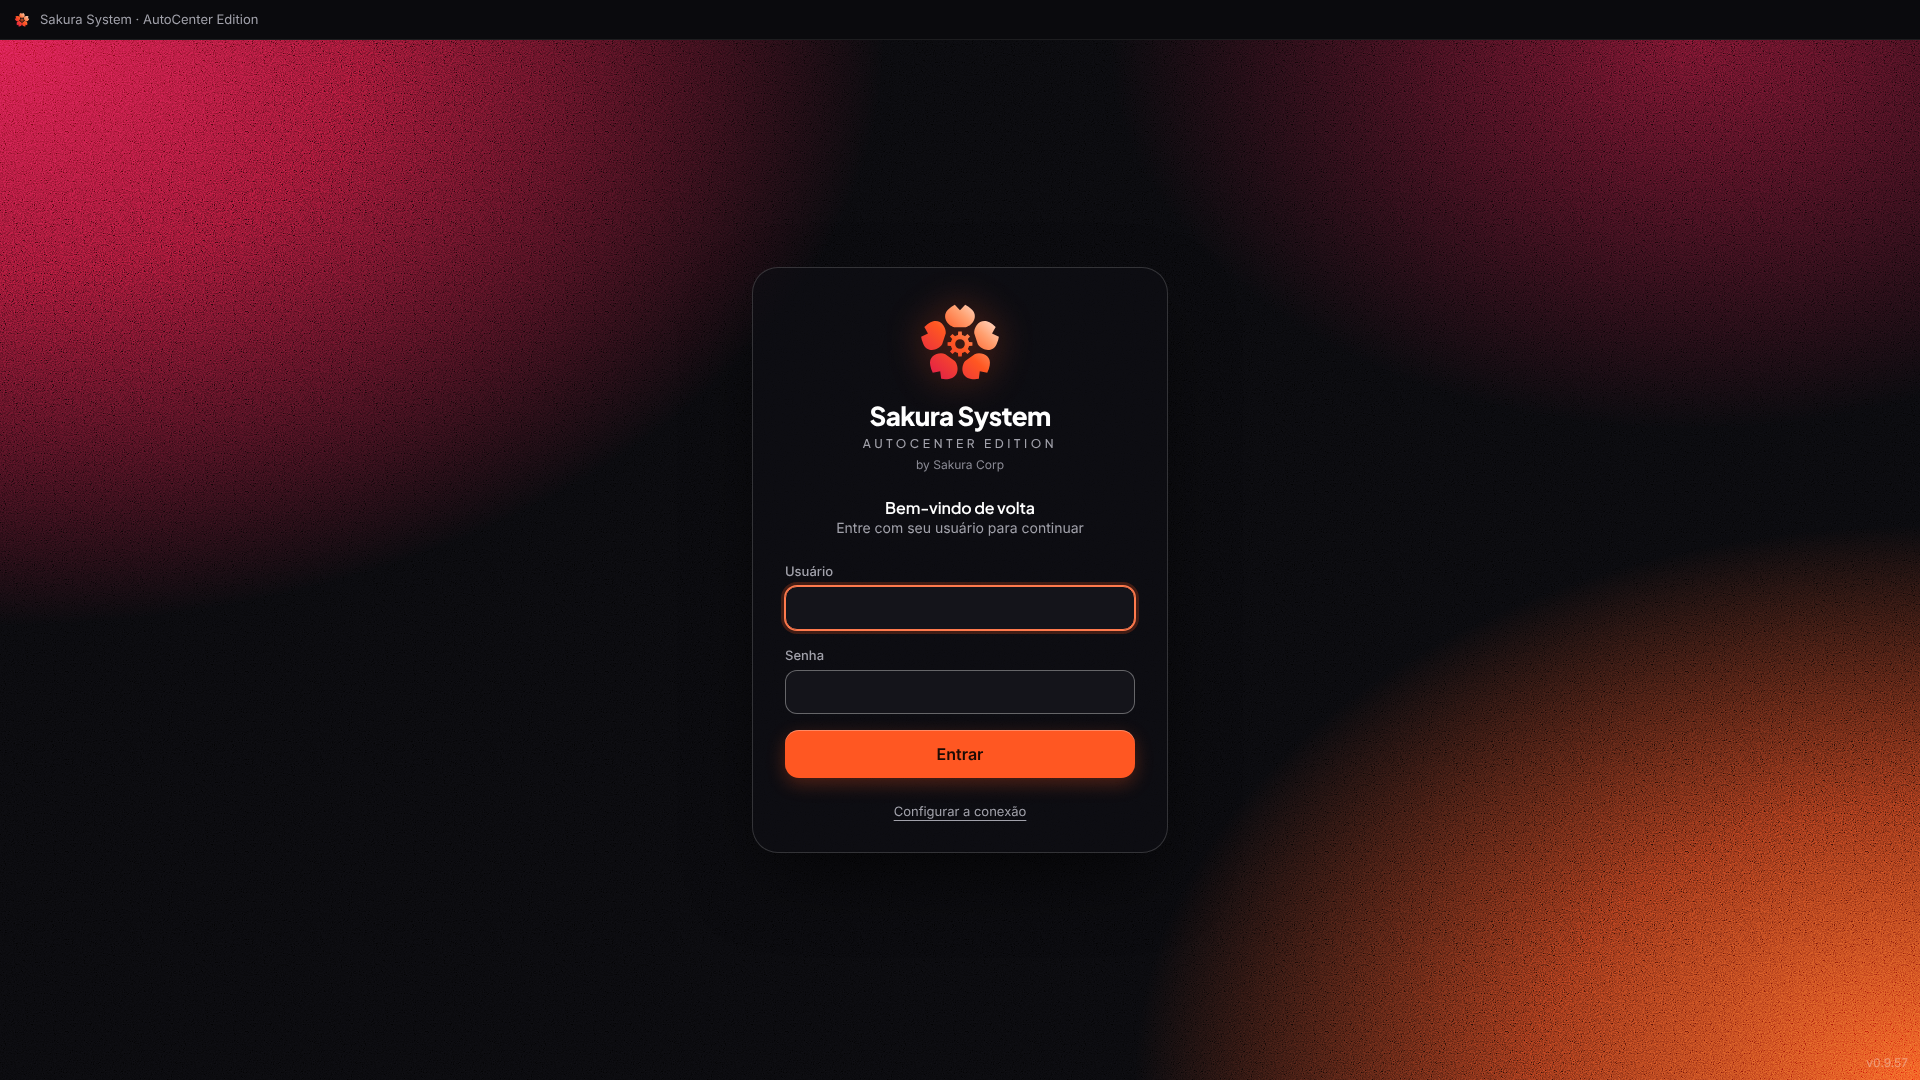 Sakura System · AutoCenter Edition
Sakura System
AUTOCENTER EDITION
by Sakura Corp
Bem-vindo de volta
Entre com seu usuário para continuar
Usuário
Senha
Entrar
Configurar a conexão
v0.9.57